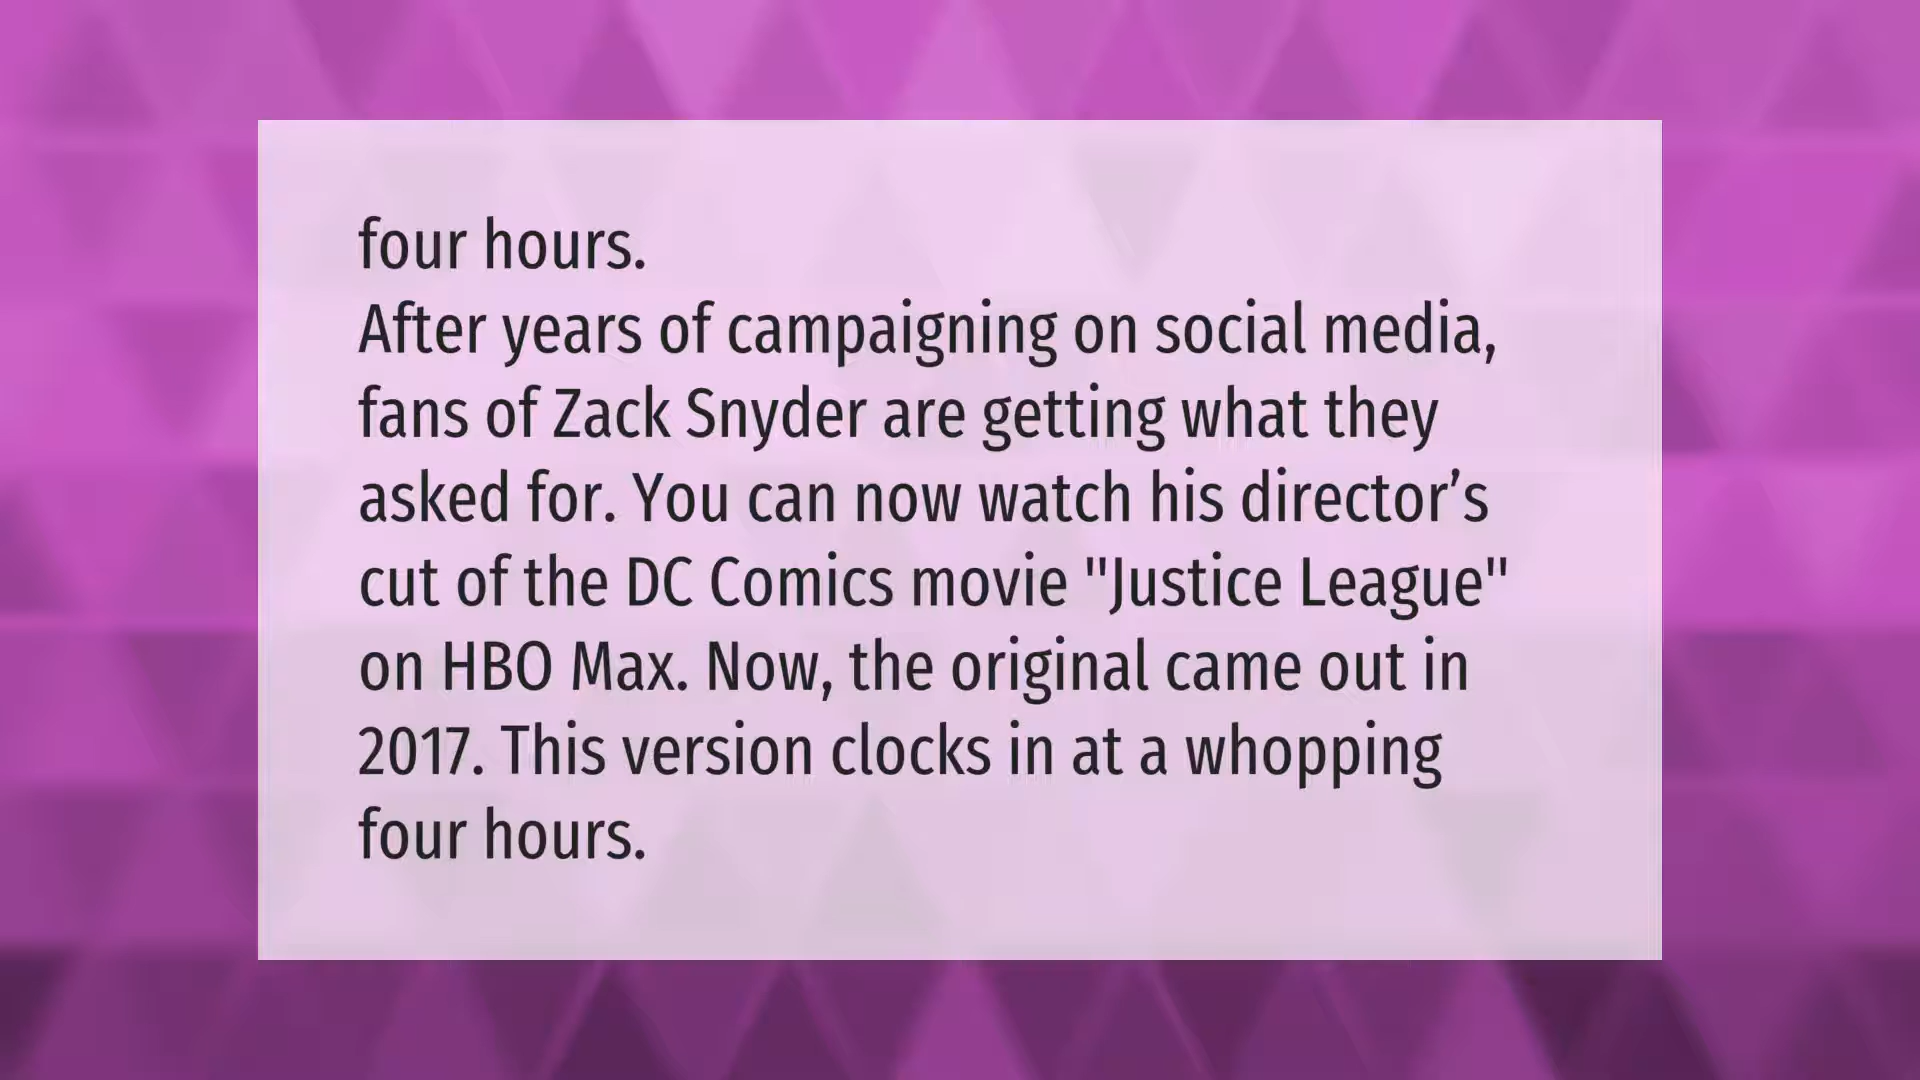 four hours.
After years of campaigning on social media,
fans of Zack Snyder are getting what they
asked for. You can now watch his director’s
cut of the DC Comics movie "Justice League"
on HBO Max. Now, the original came out in
2017. This version clocks in at a whopping
four hours.